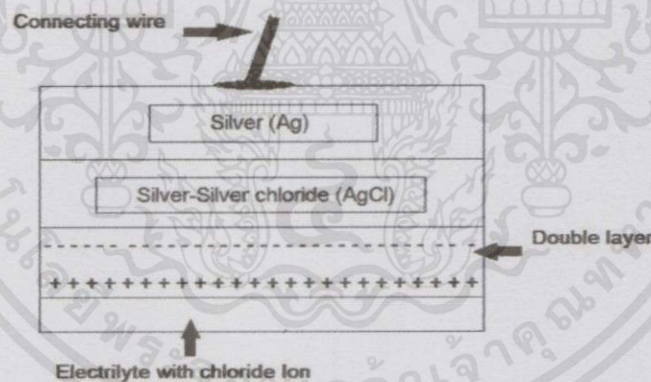 Connecting wire
Silver (Ag)
Silver-Silver chloride (AgCl)
Double layer
Electrilyte with chloride Ion